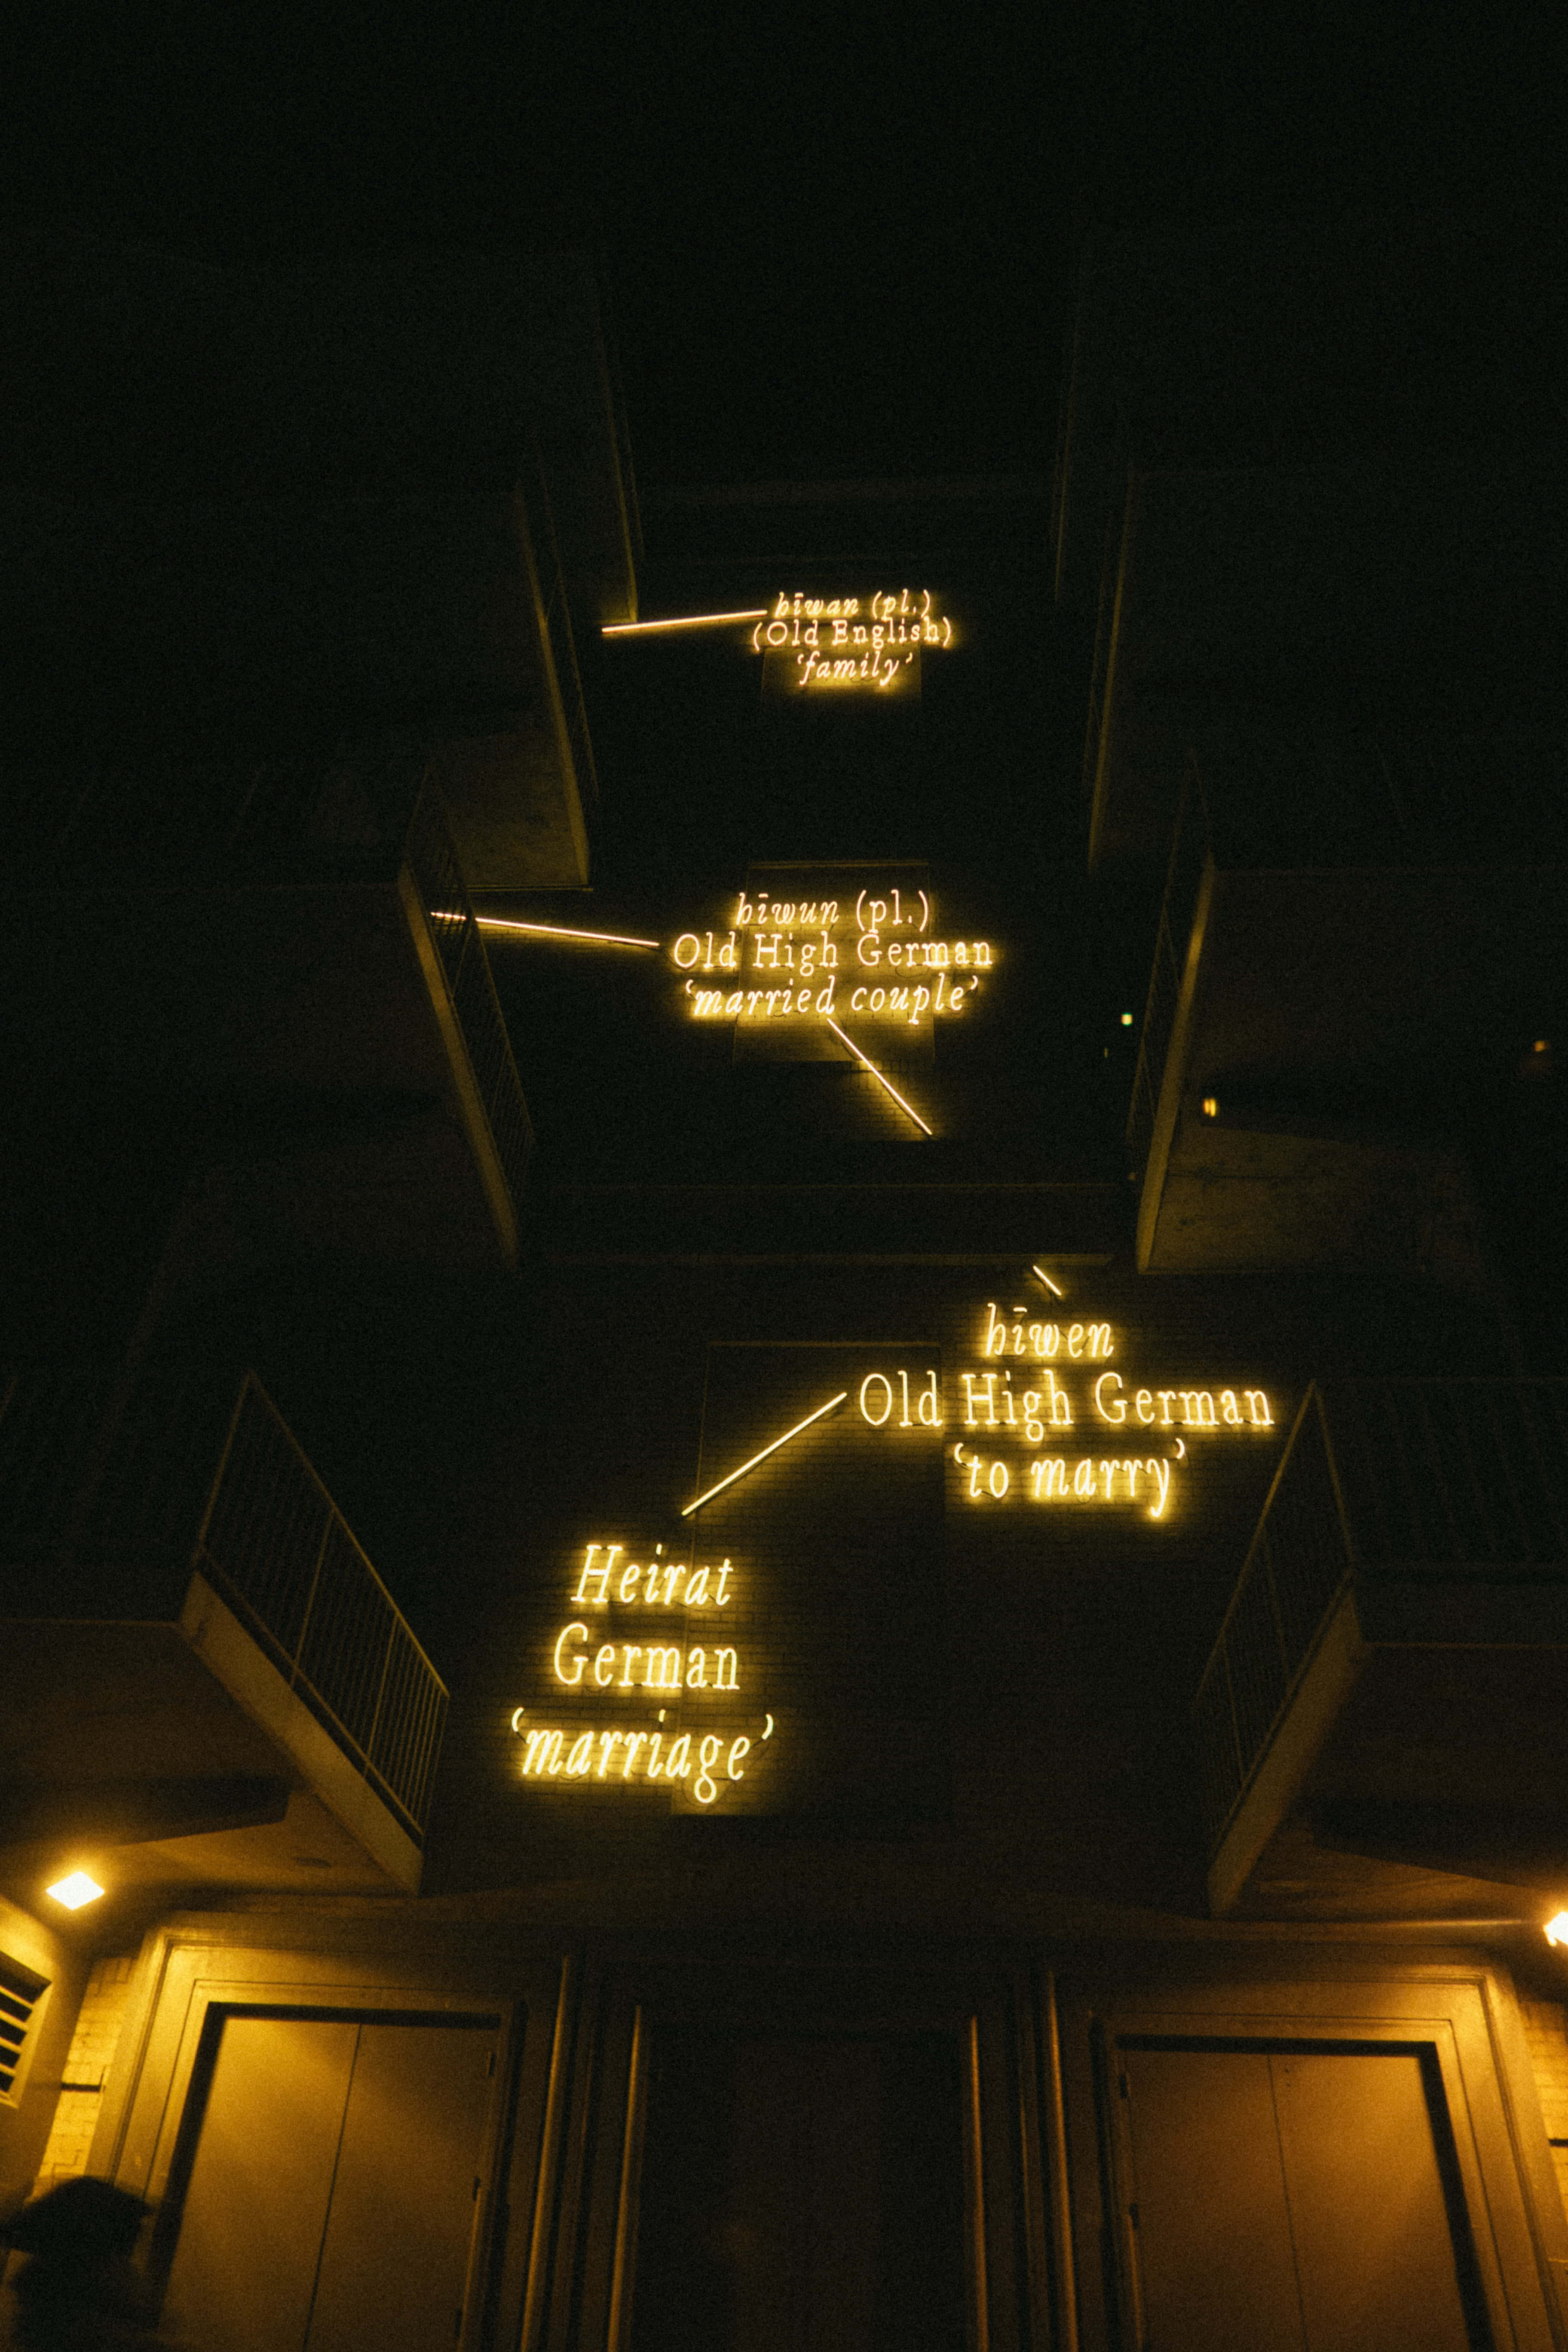 hīwan (pl.)
(Old English)
‘family’
hīwun (pl.)
Old High German
‘married couple’
hīwen
Old High German
‘to marry’
Heirat
German
‘marriage’